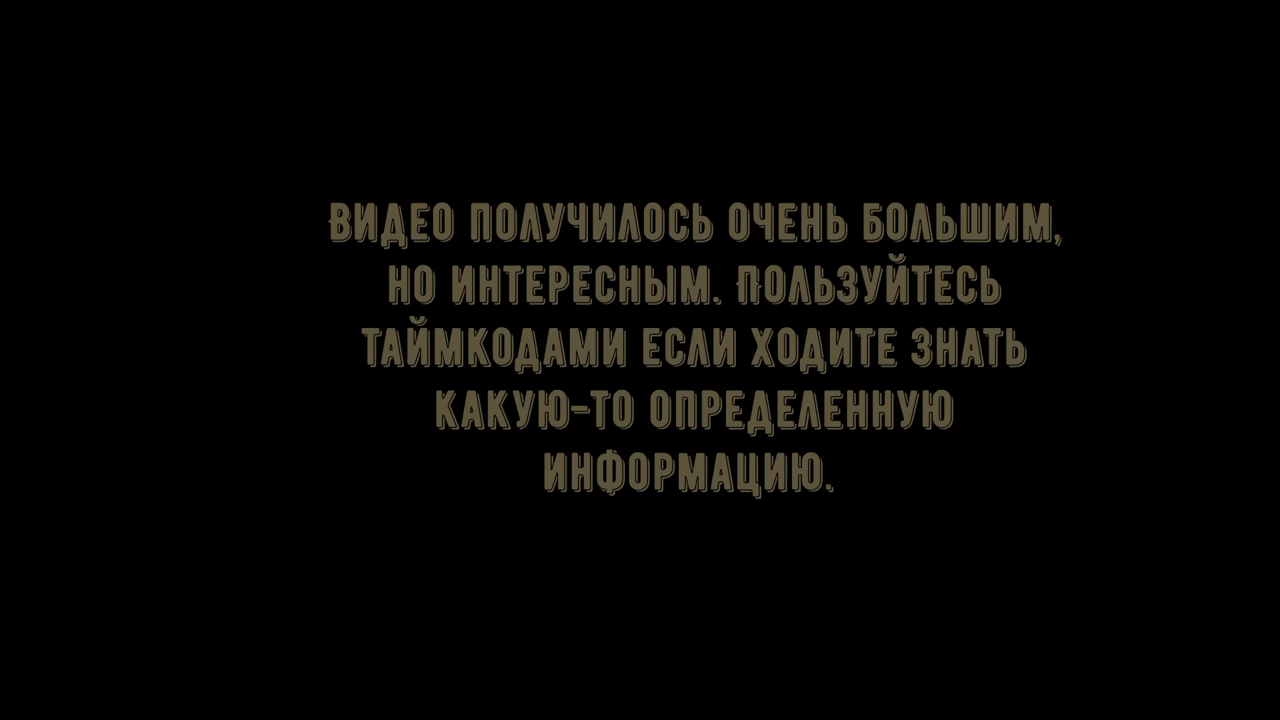 Видео получилось очень большим,
но интересным. Пользуйтесь
таймкодами если ходите знать
какую-то определенную
информацию.